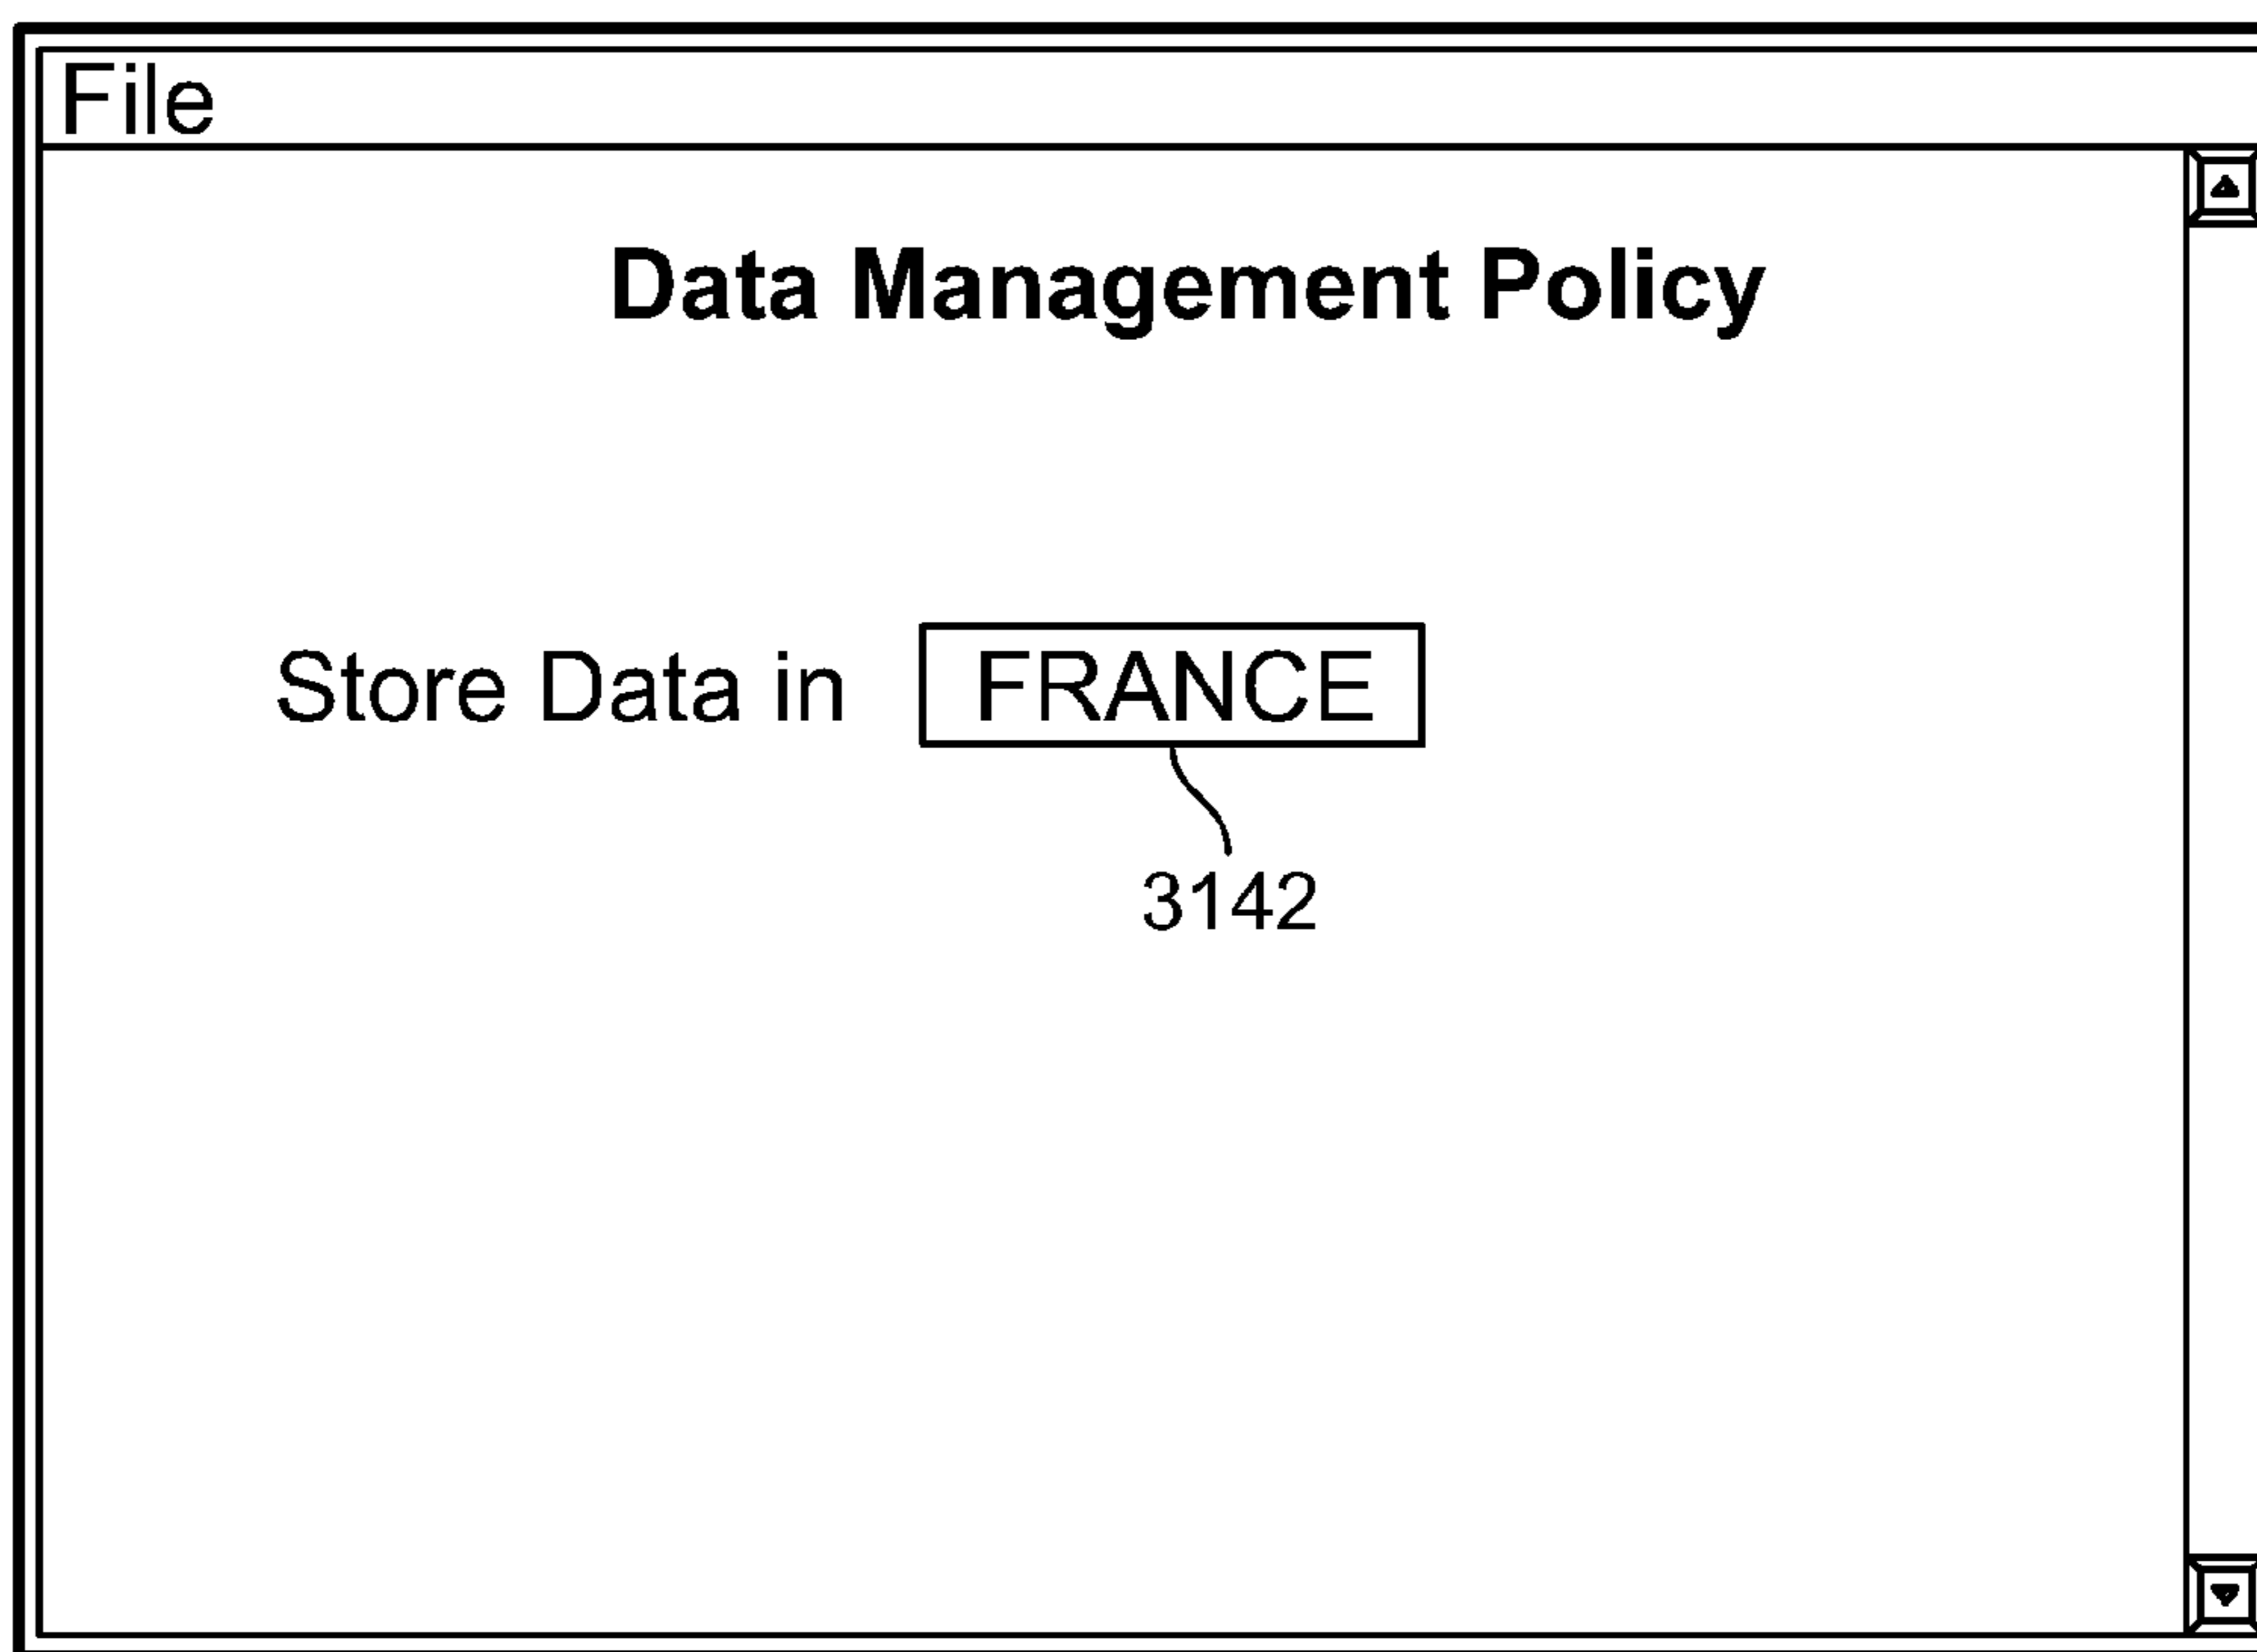 File
Data Management Policy
Store Data in FRANCE
3142